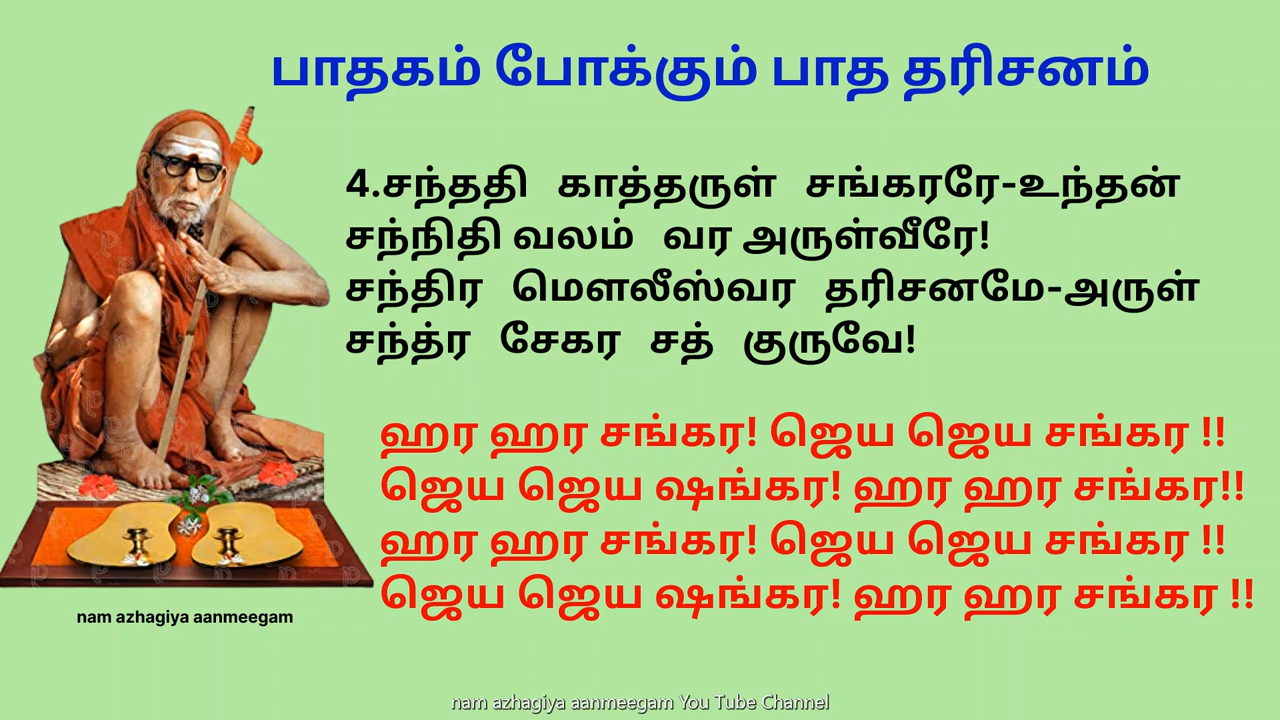 பாதகம் போக்கும் பாத தரிசனம்
4.சந்ததி காத்தருள் சங்கரரே-உந்தன்
சந்நிதி வலம் வர அருள்வீரே!
சந்திர மௌலீஸ்வர தரிசனமே-அருள்
சந்த்ர சேகர சத் குருவே!
ஹர ஹர சங்கர! ஜெய ஜெய சங்கர !!
ஜெய ஜெய ஷங்கர! ஹர ஹர சங்கர!!
ஹர ஹர சங்கர! ஜெய ஜெய சங்கர !!
ஜெய ஜெய ஷங்கர! ஹர ஹர சங்கர !!
nam azhagiya aanmeegam
nam azhagiya aanmeegam You Tube Channel